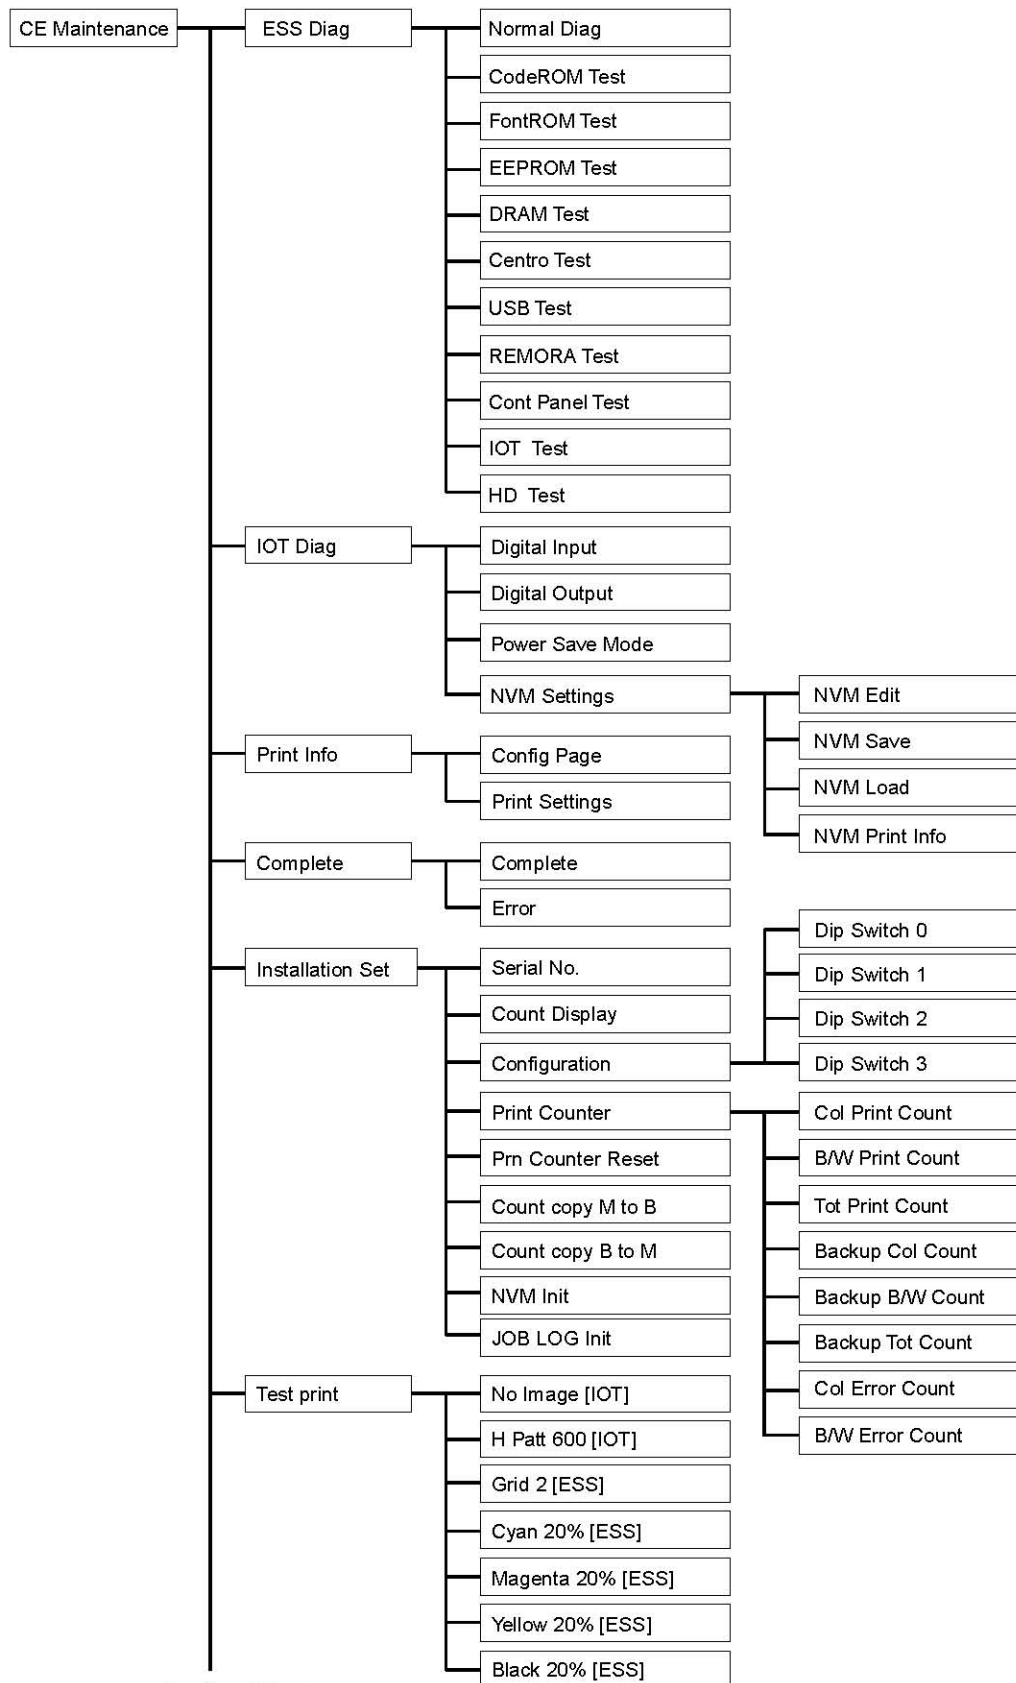 CE Maintenance
ESS Diag
Normal Diag
CodeROM Test
FontROM Test
EEPROM Test
DRAM Test
Centro Test
USB Test
REMORA Test
Cont Panel Test
IOT Test
HD Test
IOT Diag
Digital Input
Digital Output
Power Save Mode
NVM Settings
NVM Edit
NVM Save
NVM Load
NVM Print Info
Print Info
Config Page
Print Settings
Complete
Complete
Error
Installation Set
Serial No.
Count Display
Configuration
Dip Switch 0
Dip Switch 1
Dip Switch 2
Dip Switch 3
Print Counter
Col Print Count
B/W Print Count
Tot Print Count
Backup Col Count
Backup B/W Count
Backup Tot Count
Col Error Count
B/W Error Count
Prn Counter Reset
Count copy M to B
Count copy B to M
NVM Init
JOB LOG Init
Test print
No Image [IOT]
H Patt 600 [IOT]
Grid 2 [ESS]
Cyan 20% [ESS]
Magenta 20% [ESS]
Yellow 20% [ESS]
Black 20% [ESS]